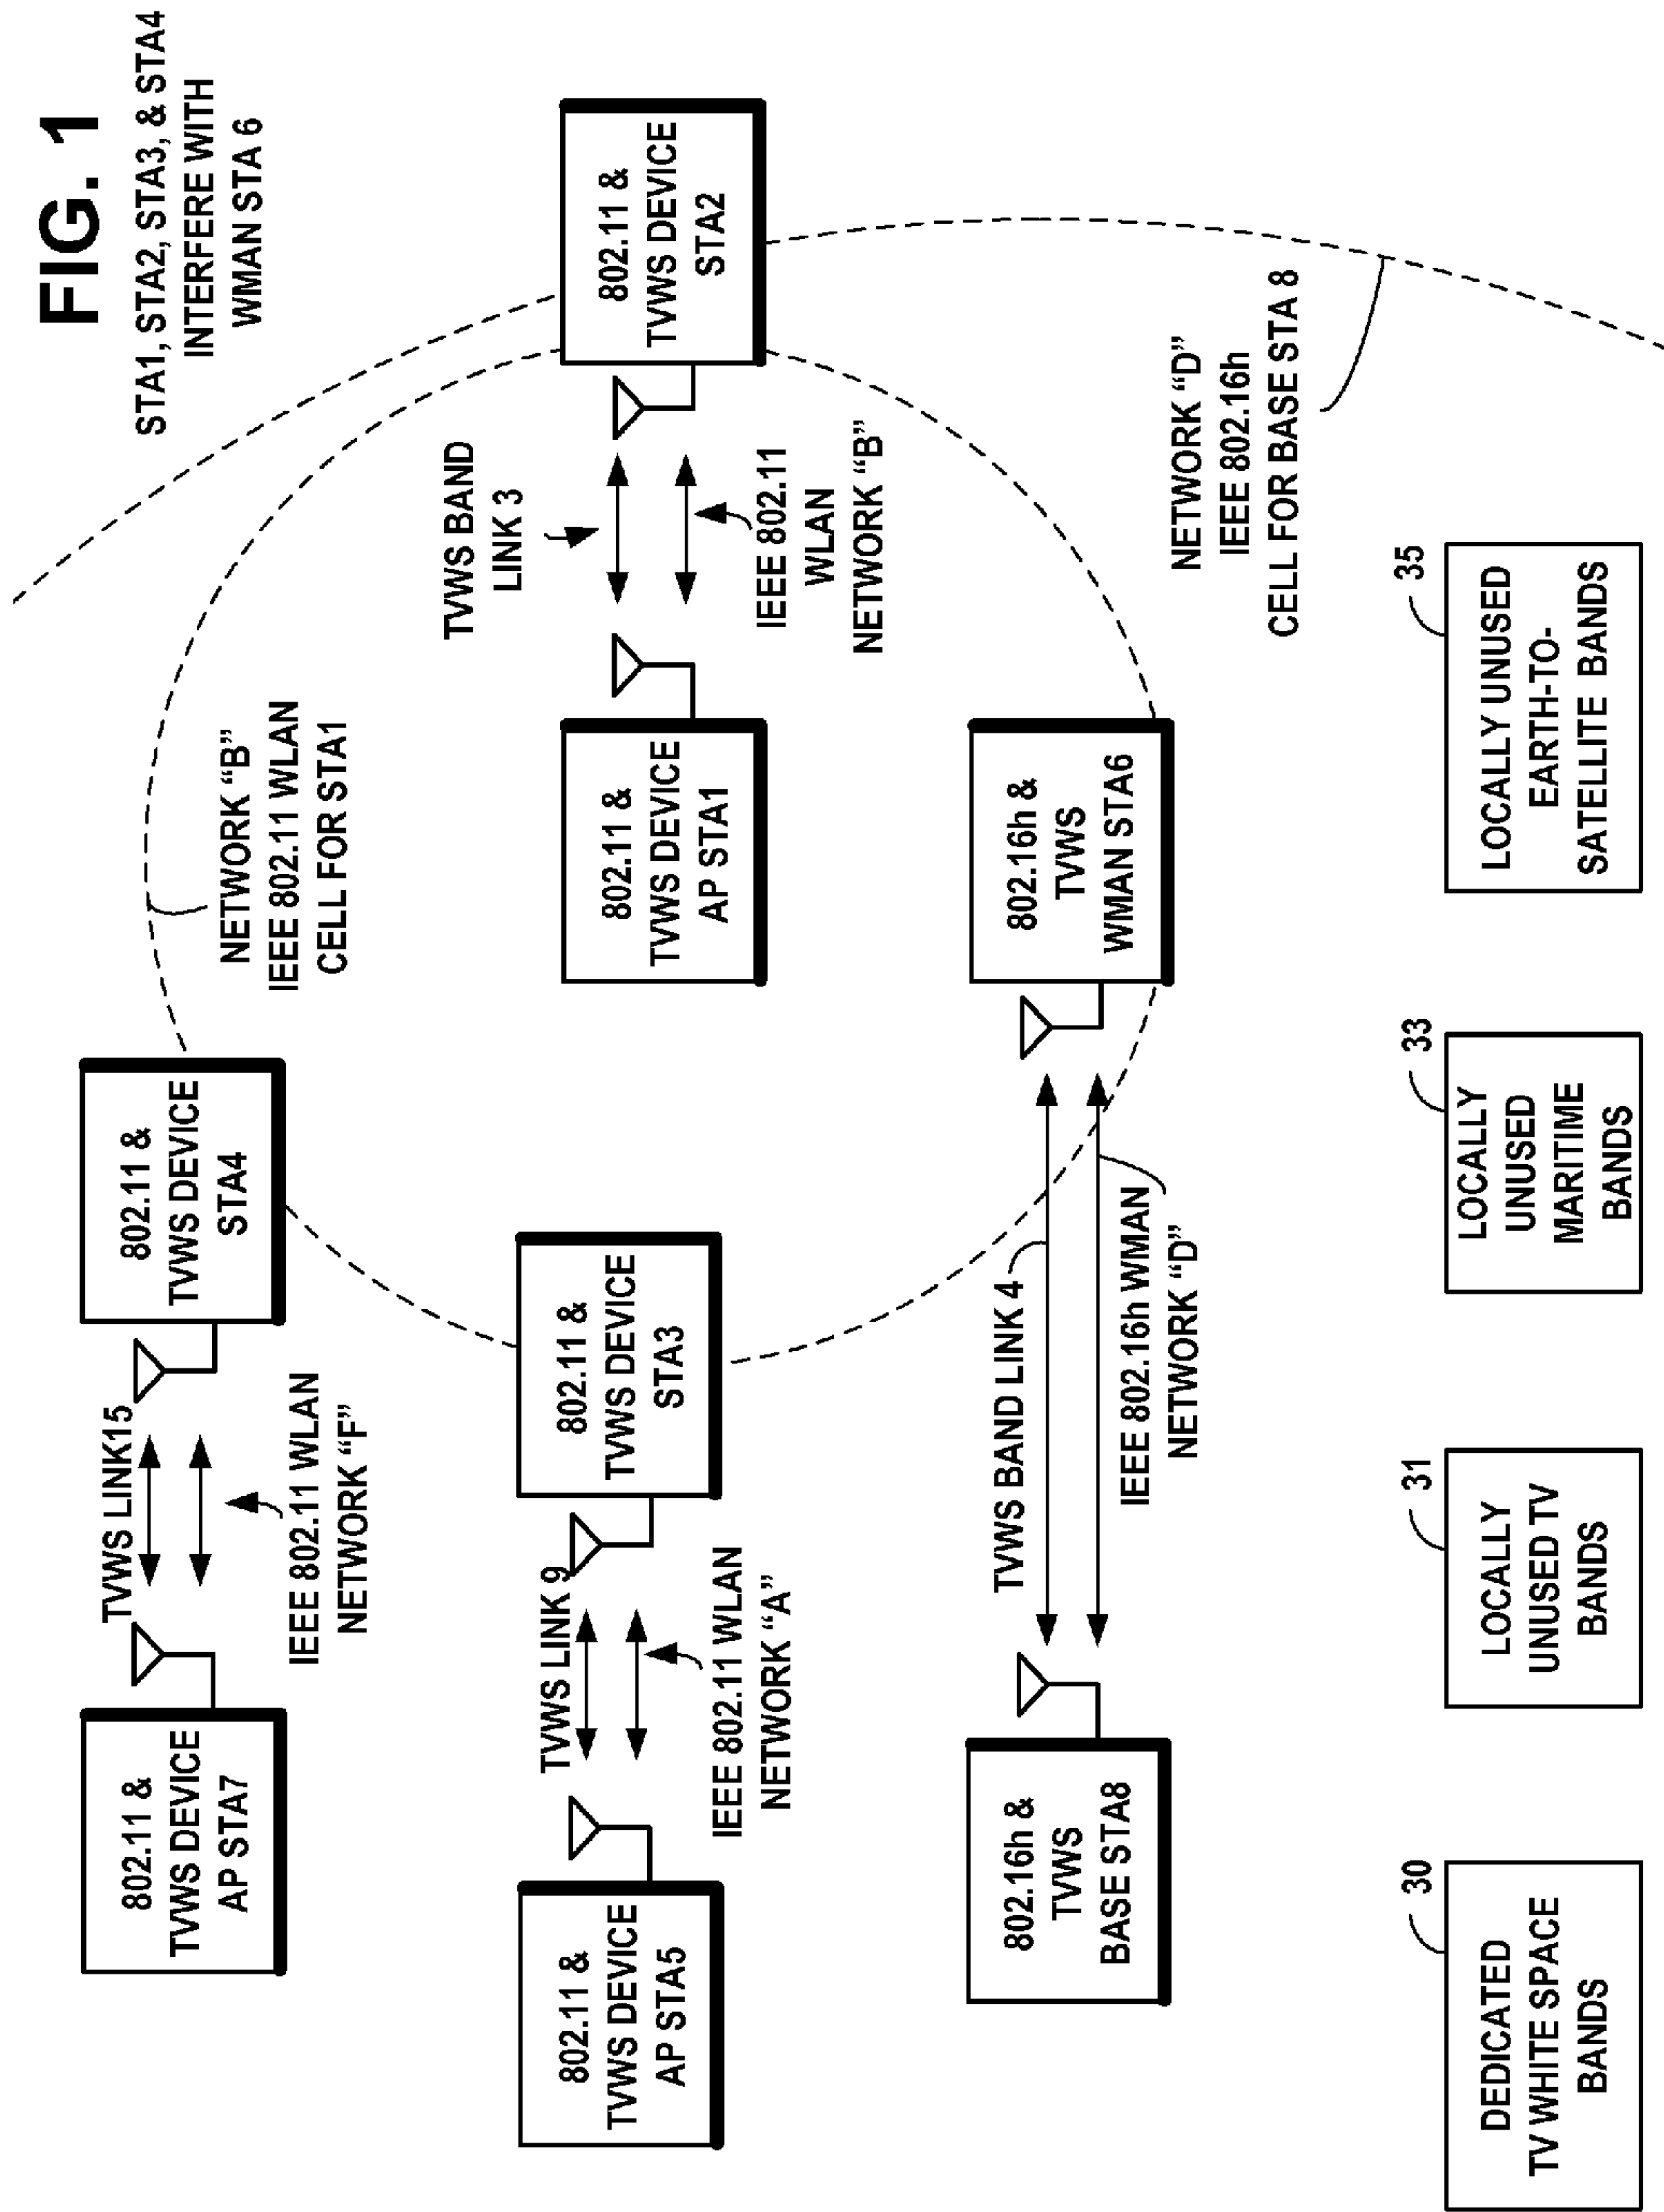 FIG. 1
STA1, STA2, STA3, & STA4
INTERFERE WITH
WMAN STA 6
802.11 &
TVWS DEVICE
AP STA7
TVWS LINK15
IEEE 802.11 WLAN
NETWORK “F”
802.11 &
TVWS DEVICE
STA4
NETWORK “B”
IEEE 802.11 WLAN
CELL FOR STA1
802.11 &
TVWS DEVICE
AP STA5
TVWS LINK 9
IEEE 802.11 WLAN
NETWORK “A”
802.11 &
TVWS DEVICE
STA3
802.11 &
TVWS DEVICE
AP STA1
TVWS BAND
LINK 3
IEEE 802.11
WLAN
NETWORK “B”
802.11 &
TVWS DEVICE
STA2
802.16h &
TVWS
BASE STA8
TVWS BAND LINK 4
IEEE 802.16h WMAN
NETWORK “D”
802.16h &
TVWS
WMAN STA6
NETWORK “D”
IEEE 802.16h
CELL FOR BASE STA 8
30
DEDICATED
TV WHITE SPACE
BANDS
31
LOCALLY
UNUSED TV
BANDS
33
LOCALLY
UNUSED
MARITIME
BANDS
35
LOCALLY UNUSED
EARTH-TO-
SATELLITE BANDS